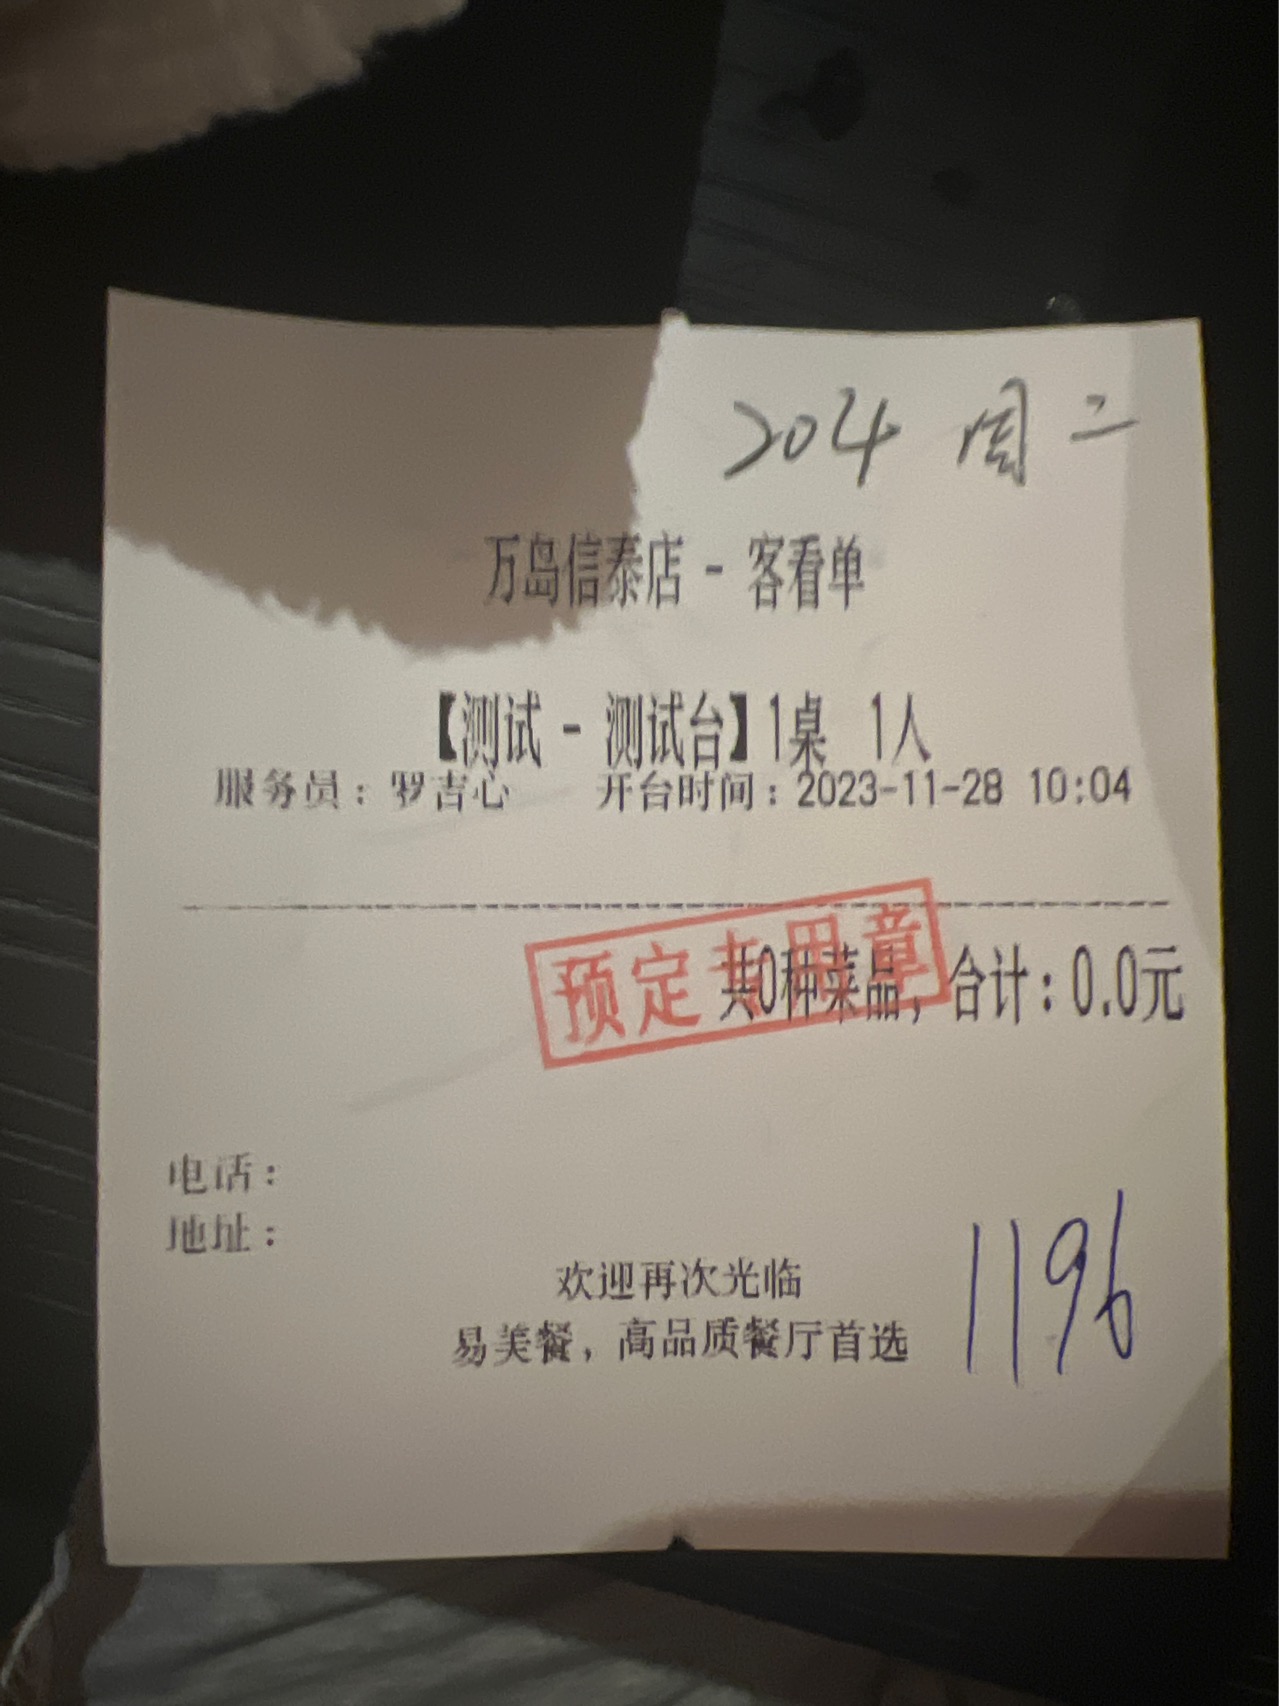 204 周二
万岛信泰店 - 客看单
【测试 - 测试台】1桌 1人
服务员：罗吉心 开台时间：2023-11-28 10:04
预定专用章
共0种菜品，合计：0.0元
电话：
地址：
1196
欢迎再次光临
易美餐，高品质餐厅首选